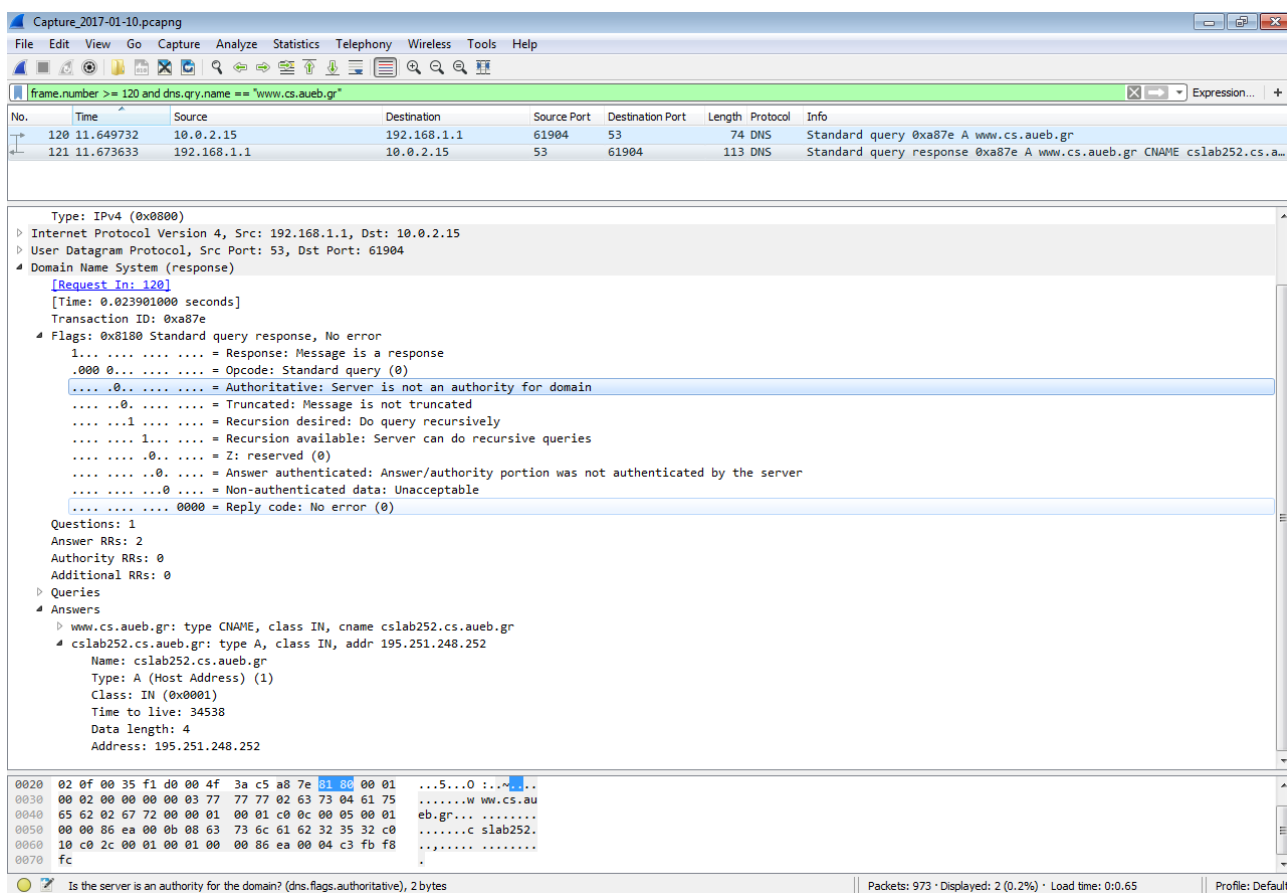 Capture_2017-01-10.pcapng
File Edit View Go Capture Analyze Statistics Telephony Wireless Tools Help
frame.number >= 120 and dns.qry.name == "www.cs.aueb.gr" Expression... +
No. Time Source Destination Source Port Destination Port Length Protocol Info
120 11.649732 10.0.2.15 192.168.1.1 61904 53 74 DNS Standard query 0xa87e A www.cs.aueb.gr
121 11.673633 192.168.1.1 10.0.2.15 53 61904 113 DNS Standard query response 0xa87e A www.cs.aueb.gr CNAME cslab252.cs.a…
Type: IPv4 (0x0800)
Internet Protocol Version 4, Src: 192.168.1.1, Dst: 10.0.2.15
User Datagram Protocol, Src Port: 53, Dst Port: 61904
Domain Name System (response)
[Request In: 120]
[Time: 0.023901000 seconds]
Transaction ID: 0xa87e
Flags: 0x8180 Standard query response, No error
1... .... .... .... = Response: Message is a response
.000 0... .... .... = Opcode: Standard query (0)
.... .0.. .... .... = Authoritative: Server is not an authority for domain
.... ..0. .... .... = Truncated: Message is not truncated
.... ...1 .... .... = Recursion desired: Do query recursively
.... .... 1... .... = Recursion available: Server can do recursive queries
.... .... .0.. .... = Z: reserved (0)
.... .... ..0. .... = Answer authenticated: Answer/authority portion was not authenticated by the server
.... .... ...0 .... = Non-authenticated data: Unacceptable
.... .... .... 0000 = Reply code: No error (0)
Questions: 1
Answer RRs: 2
Authority RRs: 0
Additional RRs: 0
Queries
Answers
www.cs.aueb.gr: type CNAME, class IN, cname cslab252.cs.aueb.gr
cslab252.cs.aueb.gr: type A, class IN, addr 195.251.248.252
Name: cslab252.cs.aueb.gr
Type: A (Host Address) (1)
Class: IN (0x0001)
Time to live: 34538
Data length: 4
Address: 195.251.248.252
0020 02 0f 00 35 f1 d0 00 4f 3a c5 a8 7e 81 80 00 01 ...5...O :..~....
0030 00 02 00 00 00 00 03 77 77 77 02 63 73 04 61 75 .......w ww.cs.au
0040 65 62 02 67 72 00 00 01 00 01 c0 0c 00 05 00 01 eb.gr... ........
0050 00 00 86 ea 00 0b 08 63 73 6c 61 62 32 35 32 c0 .......c slab252.
0060 10 c0 2c 00 01 00 01 00 00 86 ea 00 04 c3 fb f8 ..,..... ........
0070 fc .
Is the server is an authority for the domain? (dns.flags.authoritative), 2 bytes Packets: 973 · Displayed: 2 (0.2%) · Load time: 0:0.65 Profile: Default